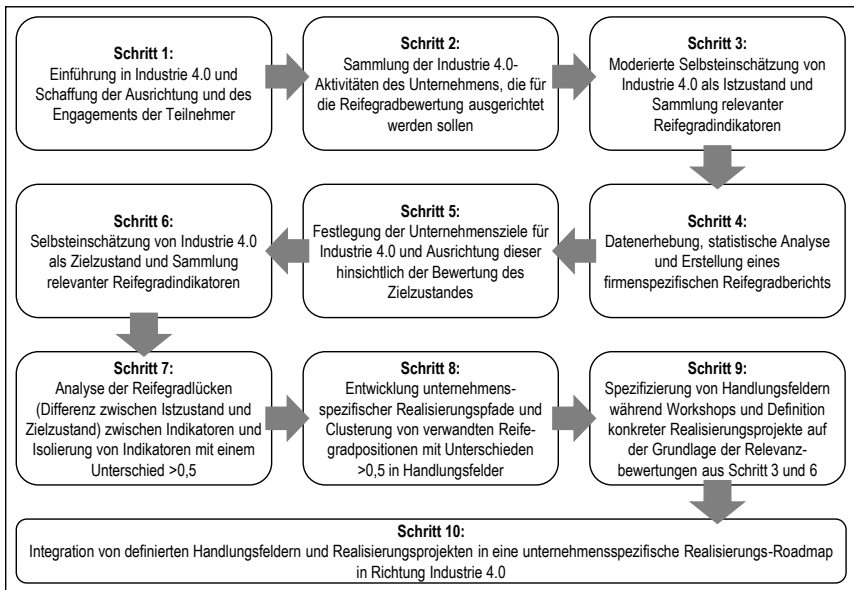 Schritt 1:
Einführung in Industrie 4.0 und
Schaffung der Ausrichtung und des
Engagements der Teilnehmer
Schritt 2:
Sammlung der Industrie 4.0-
Aktivitäten des Unternehmens, die für
die Reifegradbewertung ausgerichtet
werden sollen
Schritt 3:
Moderierte Selbsteinschätzung von
Industrie 4.0 als Istzustand und
Sammlung relevanter
Reifegradindikatoren
Schritt 4:
Datenerhebung, statistische Analyse
und Erstellung eines
firmenspezifischen Reifegradberichts
Schritt 5:
Festlegung der Unternehmensziele für
Industrie 4.0 und Ausrichtung dieser
hinsichtlich der Bewertung des
Zielzustandes
Schritt 6:
Selbsteinschätzung von Industrie 4.0
als Zielzustand und Sammlung
relevanter Reifegradindikatoren
Schritt 7:
Analyse der Reifegradlücken
(Differenz zwischen Istzustand und
Zielzustand) zwischen Indikatoren und
Isolierung von Indikatoren mit einem
Unterschied >0,5
Schritt 8:
Entwicklung unternehmens-
spezifischer Realisierungspfade und
Clusterung von verwandten Reife-
gradpositionen mit Unterschieden
>0,5 in Handlungsfelder
Schritt 9:
Spezifizierung von Handlungsfeldern
während Workshops und Definition
konkreter Realisierungsprojekte auf
der Grundlage der Relevanz-
bewertungen aus Schritt 3 und 6
Schritt 10:
Integration von definierten Handlungsfeldern und Realisierungsprojekten in eine unternehmensspezifische Realisierungs-Roadmap
in Richtung Industrie 4.0